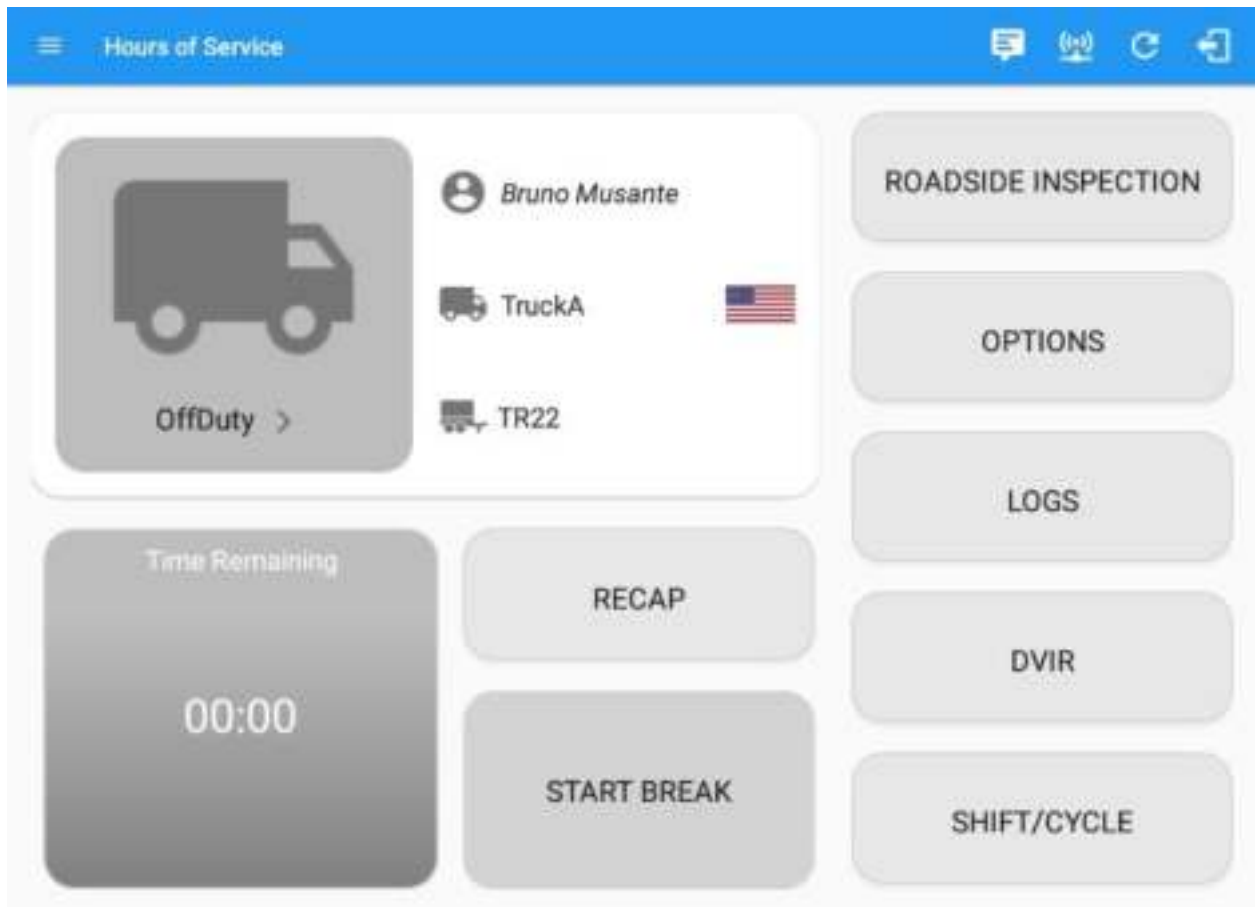 Hours of Service
Bruno Musante
TruckA
TR22
OffDuty
Time Remaining
00:00
RECAP
START BREAK
ROADSIDE INSPECTION
OPTIONS
LOGS
DVIR
SHIFT/CYCLE